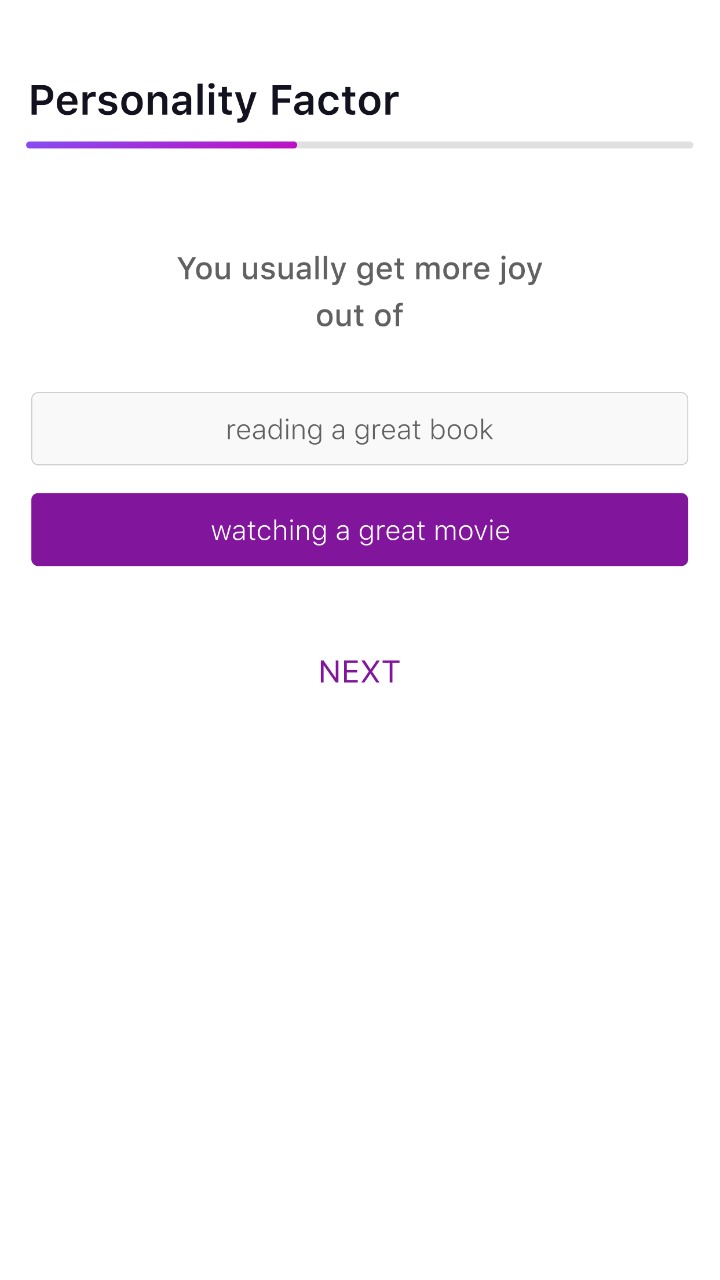 Personality Factor
You usually get more joy
out of
reading a great book
watching a great movie
NEXT